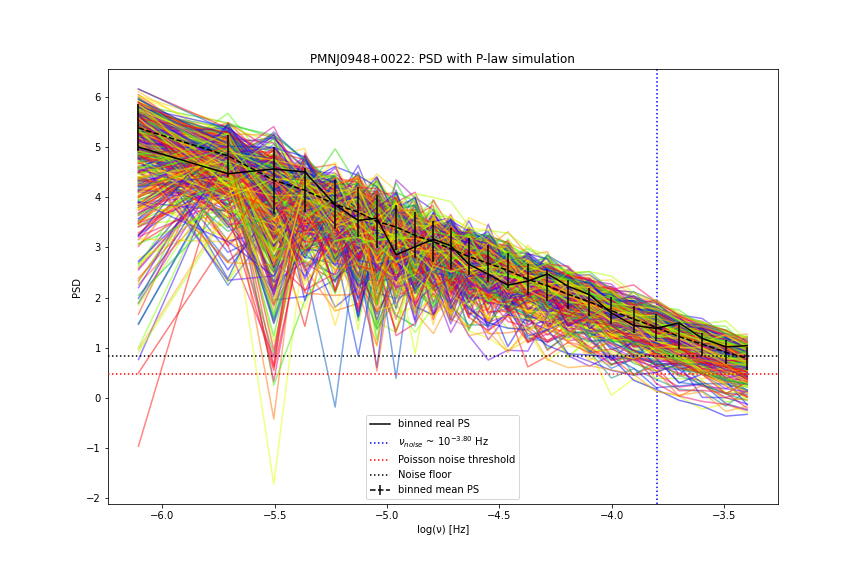 PMNJ0948+0022: PSD with P-law simulation
PSD
6
5
4
3
2
1
0
−1
−2
binned real PS
ν_noise ~ 10^−3.80 Hz
Poisson noise threshold
Noise floor
binned mean PS
−6.0 −5.5 −5.0 −4.5 −4.0 −3.5
log(ν) [Hz]